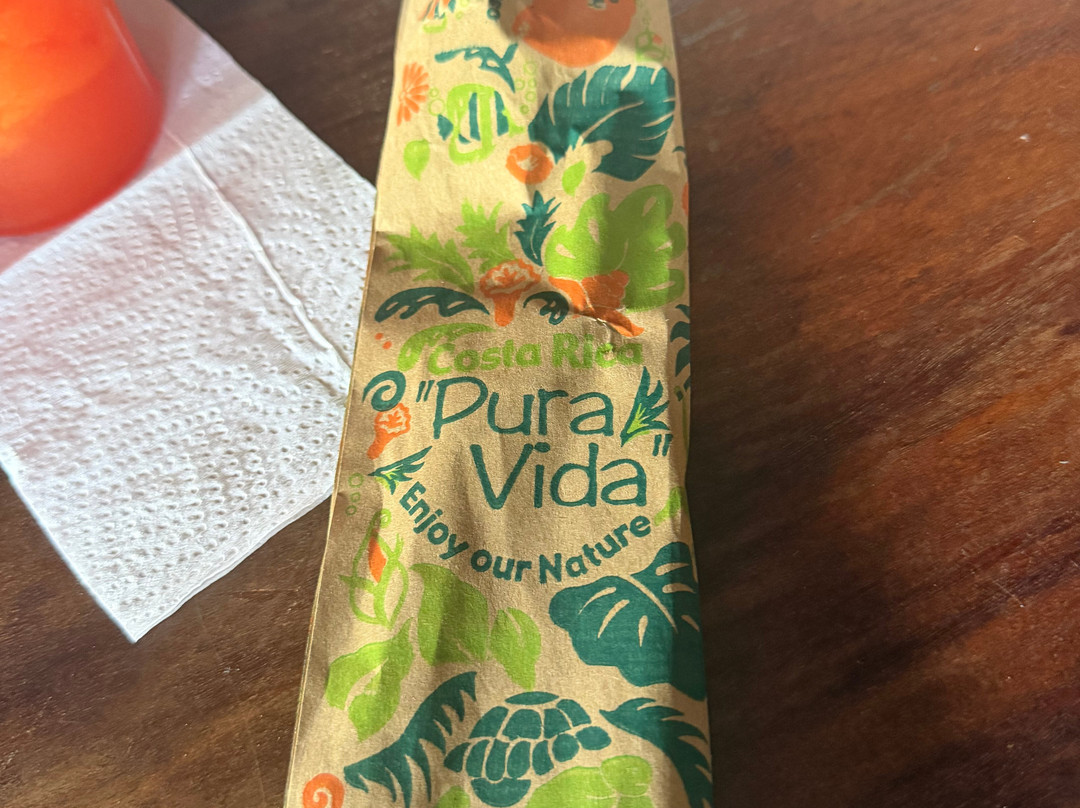 Costa Rica
"Pura
Vida"
Enjoy our Nature